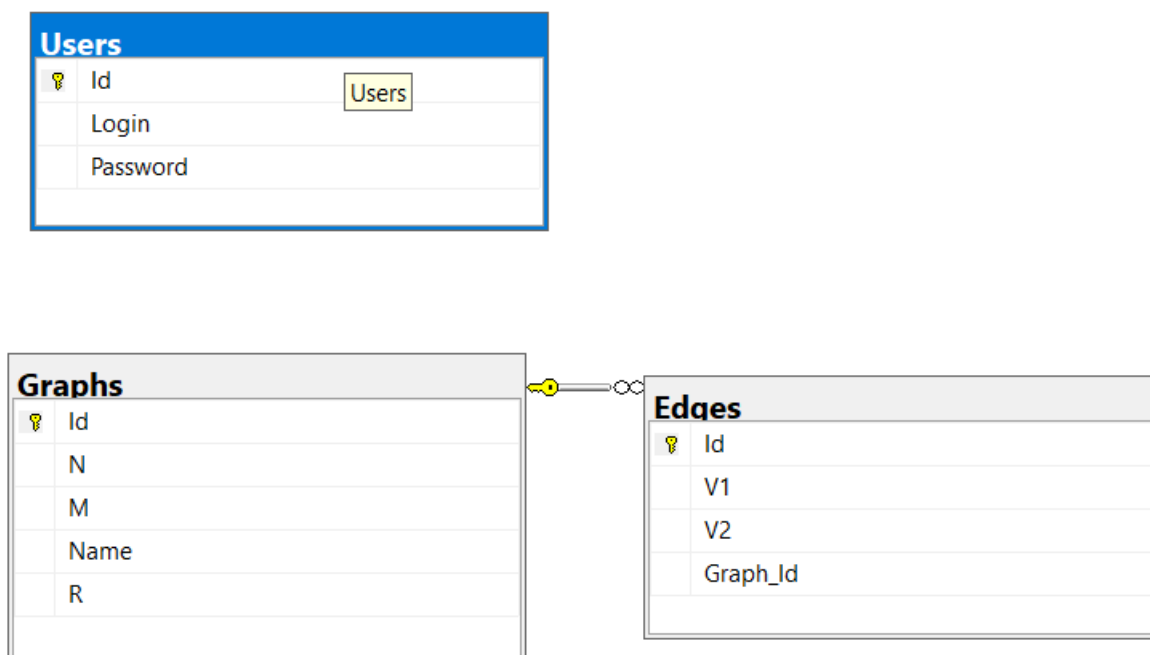 Users
Id
Users
Login
Password
Graphs
Id
N
M
Name
R
Edges
Id
V1
V2
Graph_Id